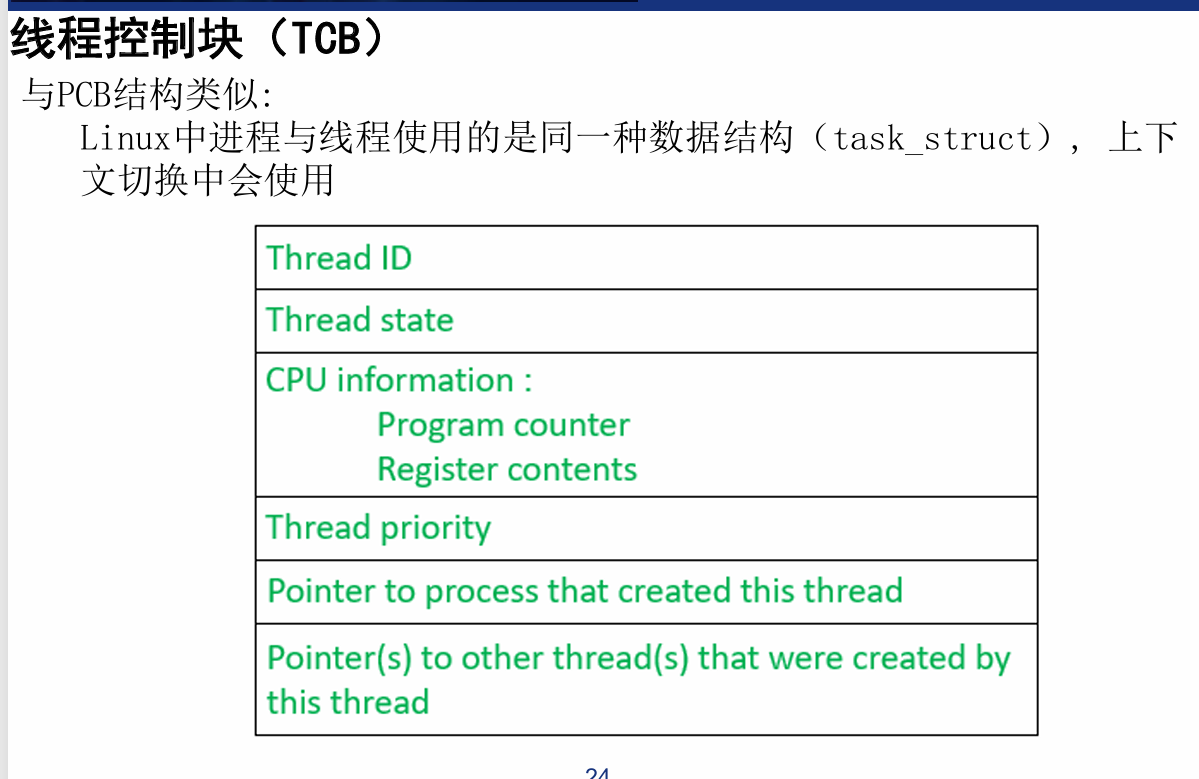 线程控制块（TCB）
与PCB结构类似:
Linux中进程与线程使用的是同一种数据结构（task_struct）, 上下
文切换中会使用
Thread ID
Thread state
CPU information :
Program counter
Register contents
Thread priority
Pointer to process that created this thread
Pointer(s) to other thread(s) that were created by
this thread
24